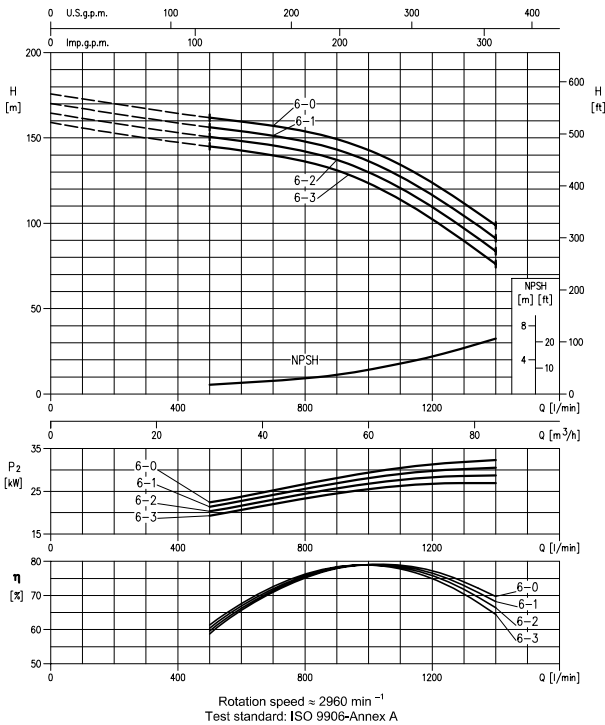 0 U.S.g.p.m. 100 200 300 400
0 Imp.g.p.m. 100 200 300
200
H
[m]
150
100
50
0
H
[ft]
600
500
400
300
200
100
0
6-0
6-1
6-2
6-3
NPSH
NPSH
[m] [ft]
8
20
4
10
400 800 1200 Q [l/min]
0 20 40 60 80 Q [m³/h]
35
P2
[kW]
25
15
6-0
6-1
6-2
6-3
0 400 800 1200 Q [l/min]
80
η
[%]
70
60
50
6-0
6-1
6-2
6-3
0 400 800 1200 Q [l/min]
Rotation speed ≈ 2960 min ⁻¹
Test standard: ISO 9906-Annex A